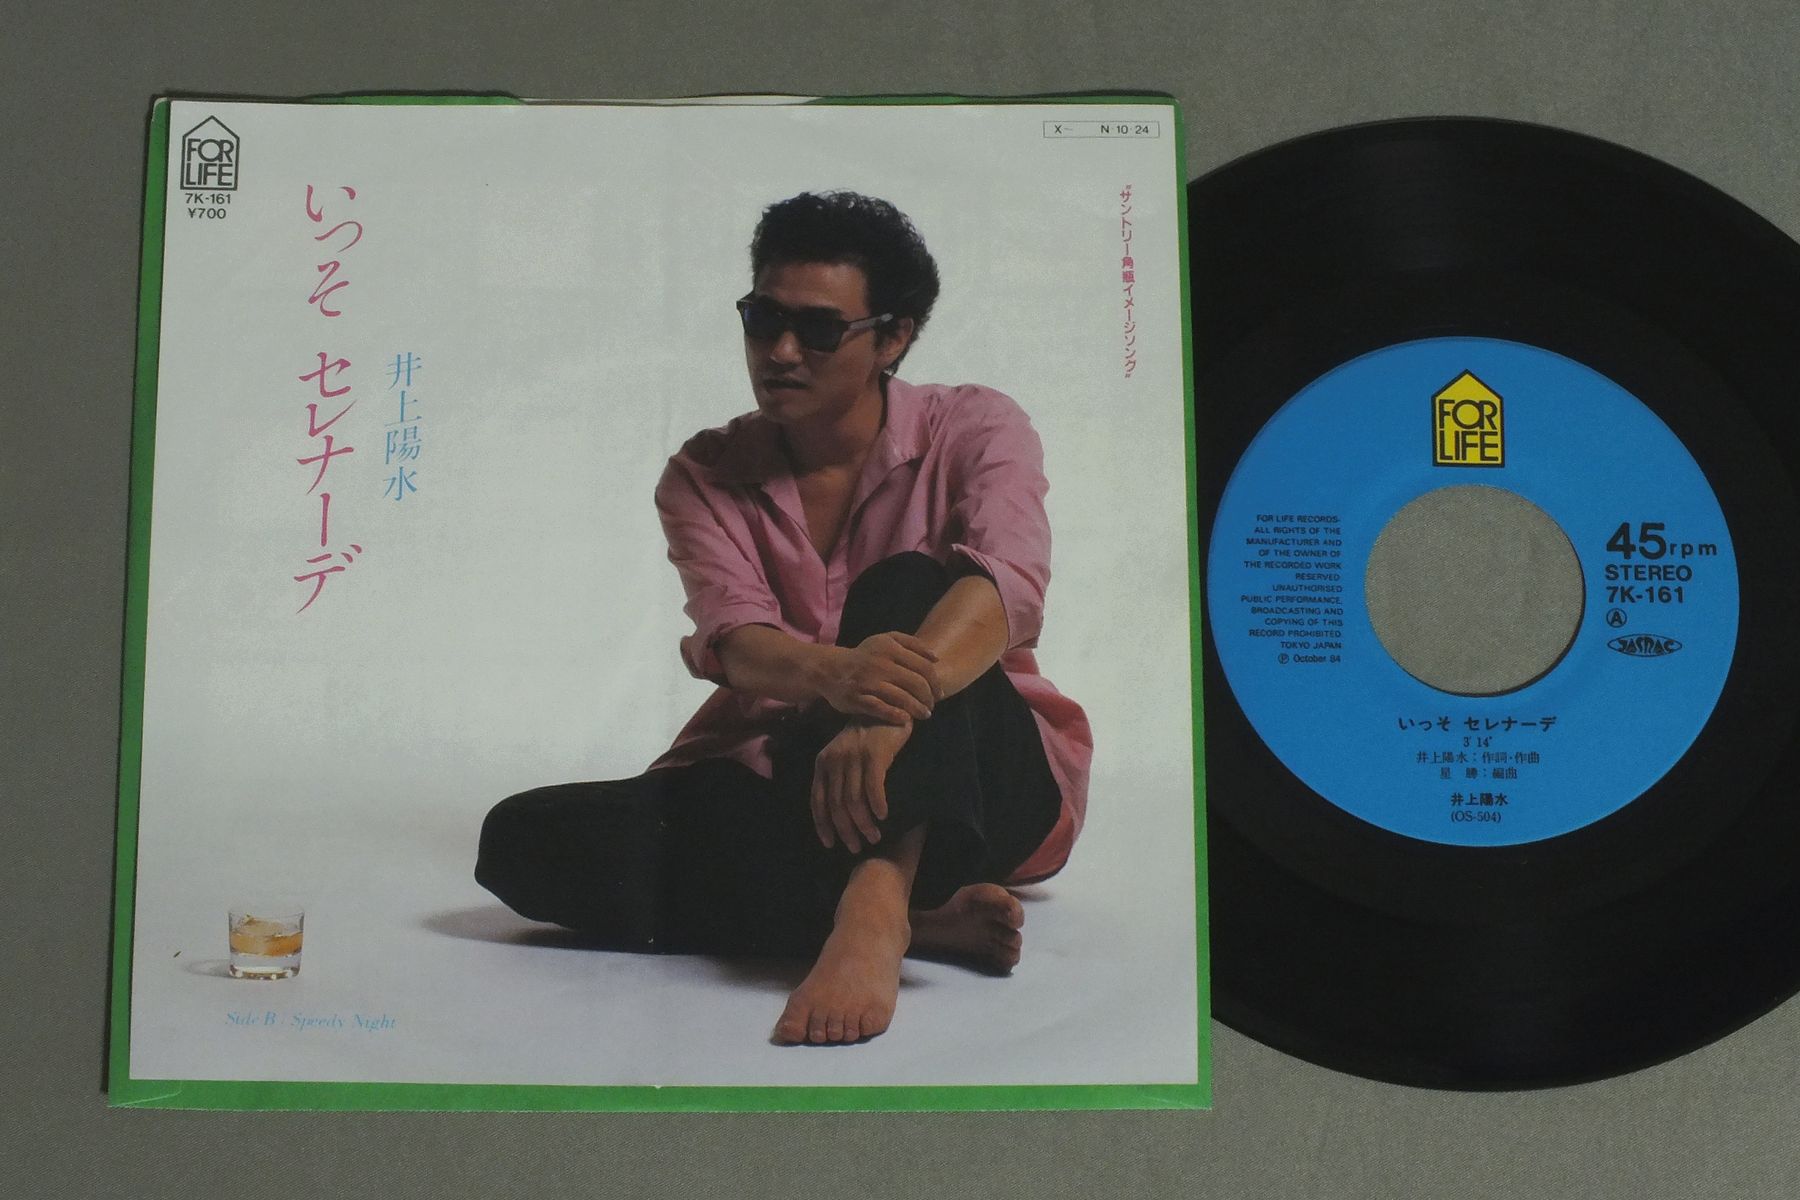 FOR
LIFE
7K-161
¥700
X-   N·10·24
"サントリー角瓶イメージソング"
いっそ セレナーデ
井上陽水
Side B / Speedy Night
FOR
LIFE
FOR LIFE RECORDS-
ALL RIGHTS OF THE
MANUFACTURER AND
OF THE OWNER OF
THE RECORDED WORK
RESERVED.
UNAUTHORISED
PUBLIC PERFORMANCE,
BROADCASTING AND
COPYING OF THIS
RECORD PROHIBITED.
TOKYO JAPAN
Ⓟ October 84
45rpm
STEREO
7K-161
Ⓐ
JASRAC
いっそ セレナーデ
3′14″
井上陽水：作詞・作曲
星 勝：編曲
井上陽水
(OS-504)